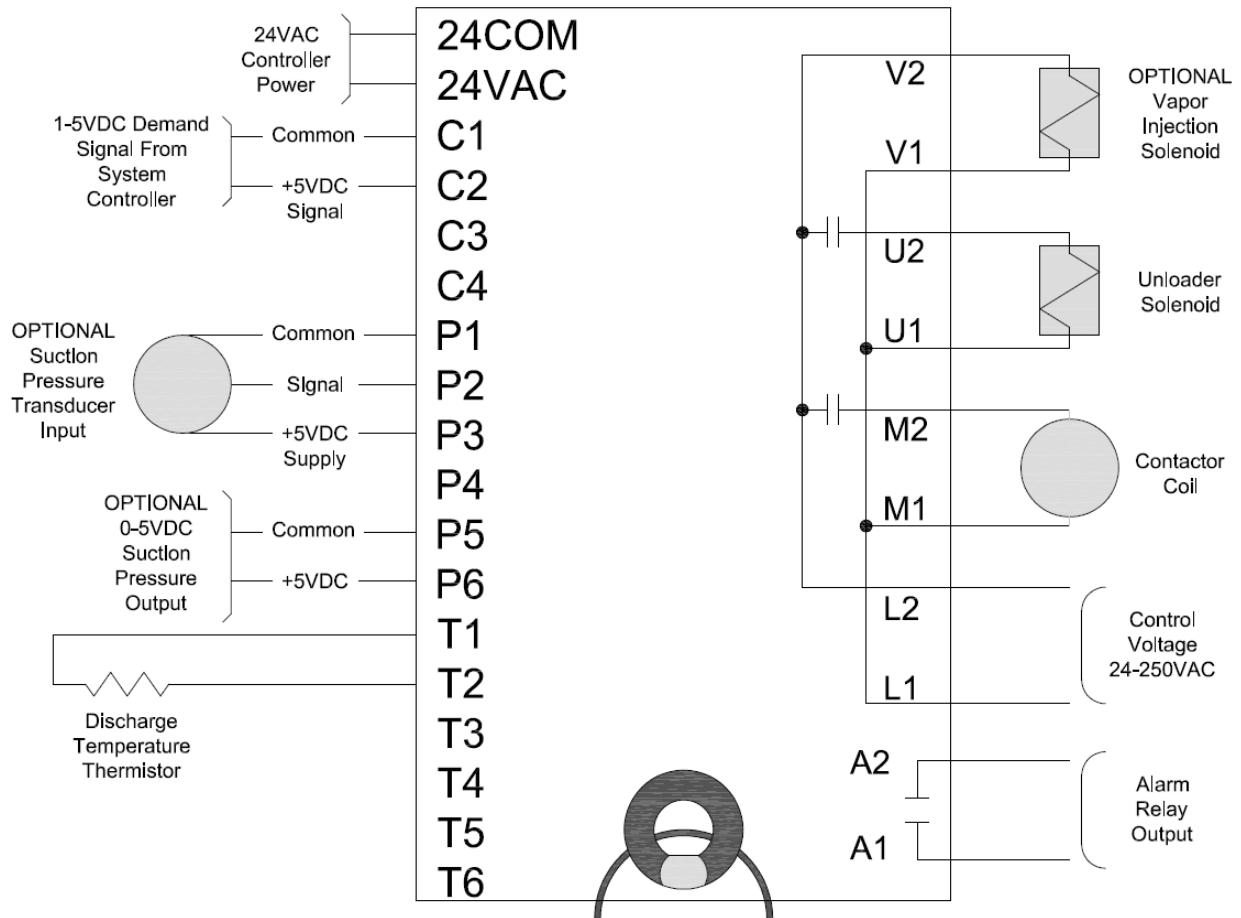 24VAC
Controller
Power
1-5VDC Demand
Signal From
System
Controller
Common
+5VDC
Signal
OPTIONAL
Suction
Pressure
Transducer
Input
Common
Signal
+5VDC
Supply
OPTIONAL
0-5VDC
Suction
Pressure
Output
Common
+5VDC
Discharge
Temperature
Thermistor
24COM
24VAC
C1
C2
C3
C4
P1
P2
P3
P4
P5
P6
T1
T2
T3
T4
T5
T6
V2
V1
U2
U1
M2
M1
L2
L1
A2
A1
OPTIONAL
Vapor
Injection
Solenoid
Unloader
Solenoid
Contactor
Coil
Control
Voltage
24-250VAC
Alarm
Relay
Output